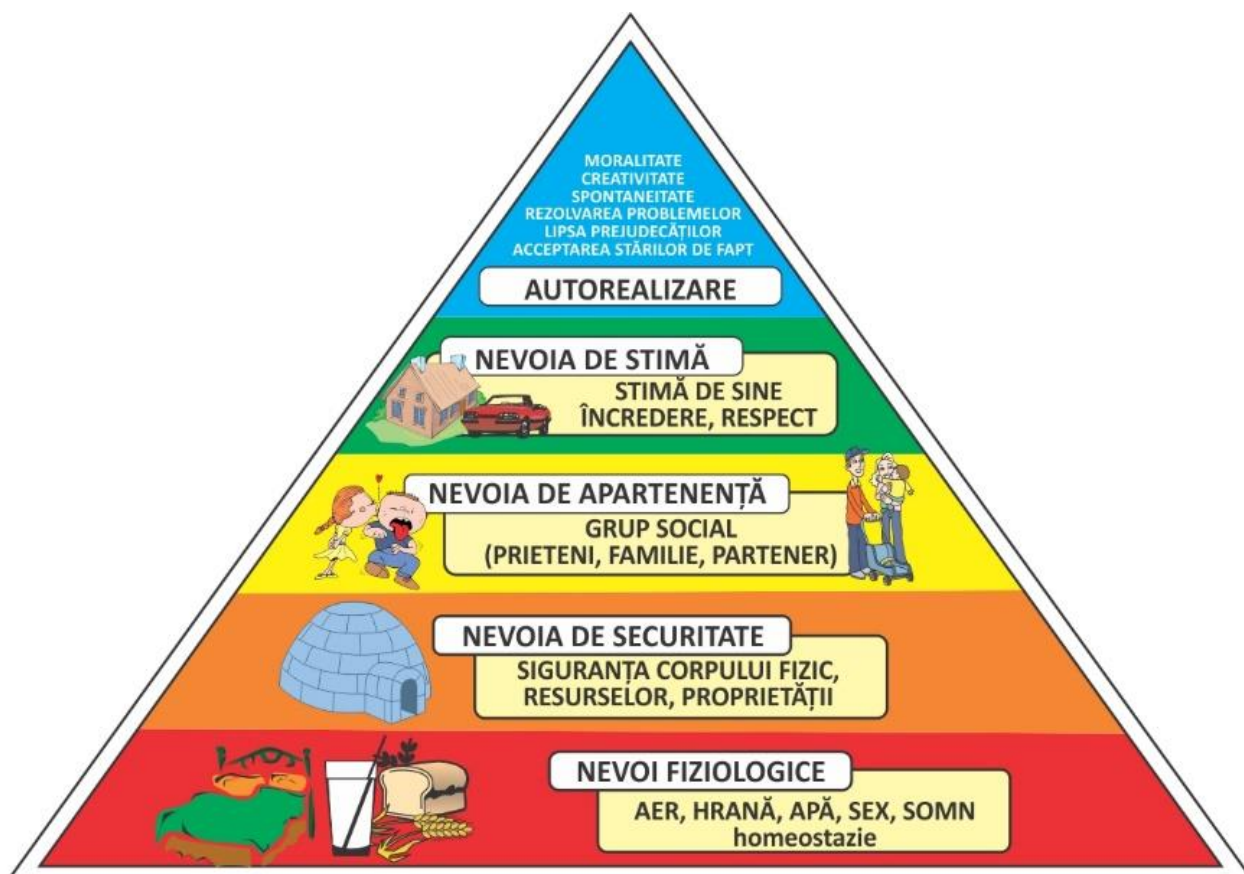 MORALITATE
CREATIVITATE
SPONTANEITATE
REZOLVAREA PROBLEMELOR
LIPSA PREJUDECĂȚILOR
ACCEPTAREA STĂRILOR DE FAPT
AUTOREALIZARE
NEVOIA DE STIMĂ
STIMĂ DE SINE
ÎNCREDERE, RESPECT
NEVOIA DE APARTENENȚĂ
GRUP SOCIAL
(PRIETENI, FAMILIE, PARTENER)
NEVOIA DE SECURITATE
SIGURANȚA CORPULUI FIZIC,
RESURSELOR, PROPRIETĂȚII
NEVOI FIZIOLOGICE
AER, HRANĂ, APĂ, SEX, SOMN
homeostazie